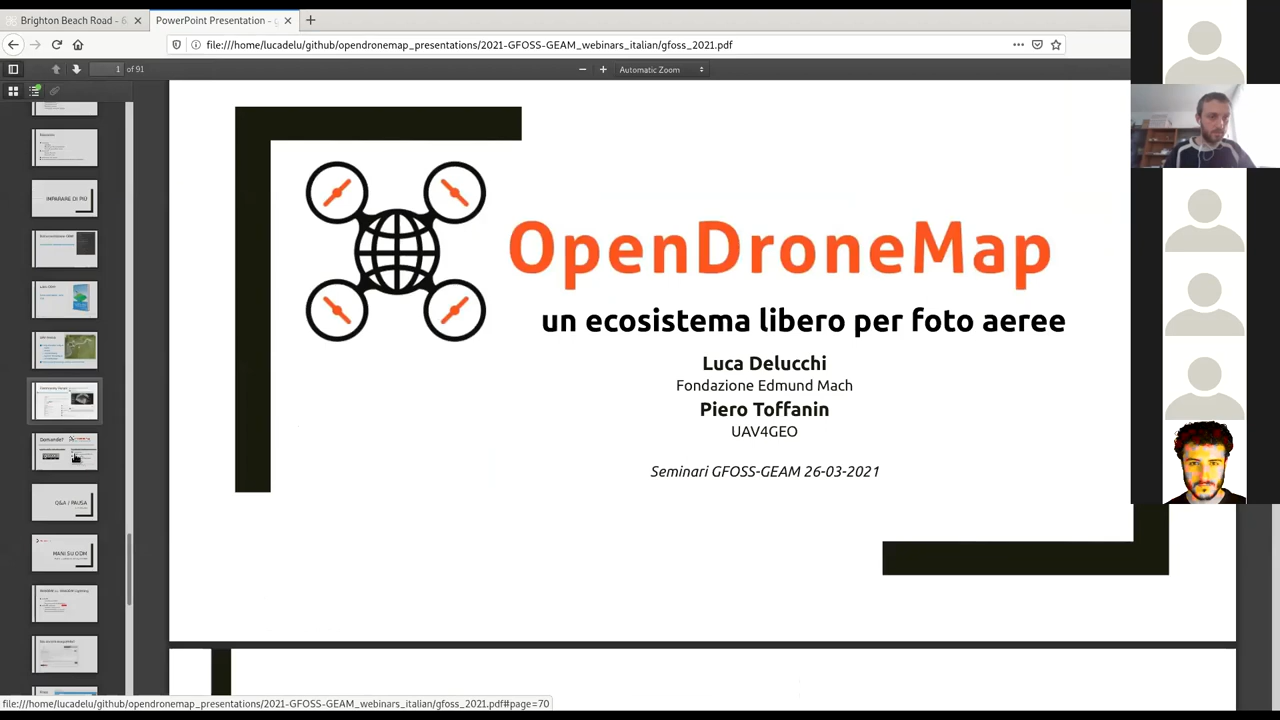 Brighton Beach Road - 6
PowerPoint Presentation - g
file:///home/lucadelu/github/opendronemap_presentations/2021-GFOSS-GEAM_webinars_italian/gfoss_2021.pdf
1 of 91
Automatic Zoom
IMPARARE DI PIÙ
Domande?
Q&A / PAUSA
MANI SU ODM
OpenDroneMap
un ecosistema libero per foto aeree
Luca Delucchi
Fondazione Edmund Mach
Piero Toffanin
UAV4GEO
Seminari GFOSS-GEAM 26-03-2021
file:///home/lucadelu/github/opendronemap_presentations/2021-GFOSS-GEAM_webinars_italian/gfoss_2021.pdf#page=70